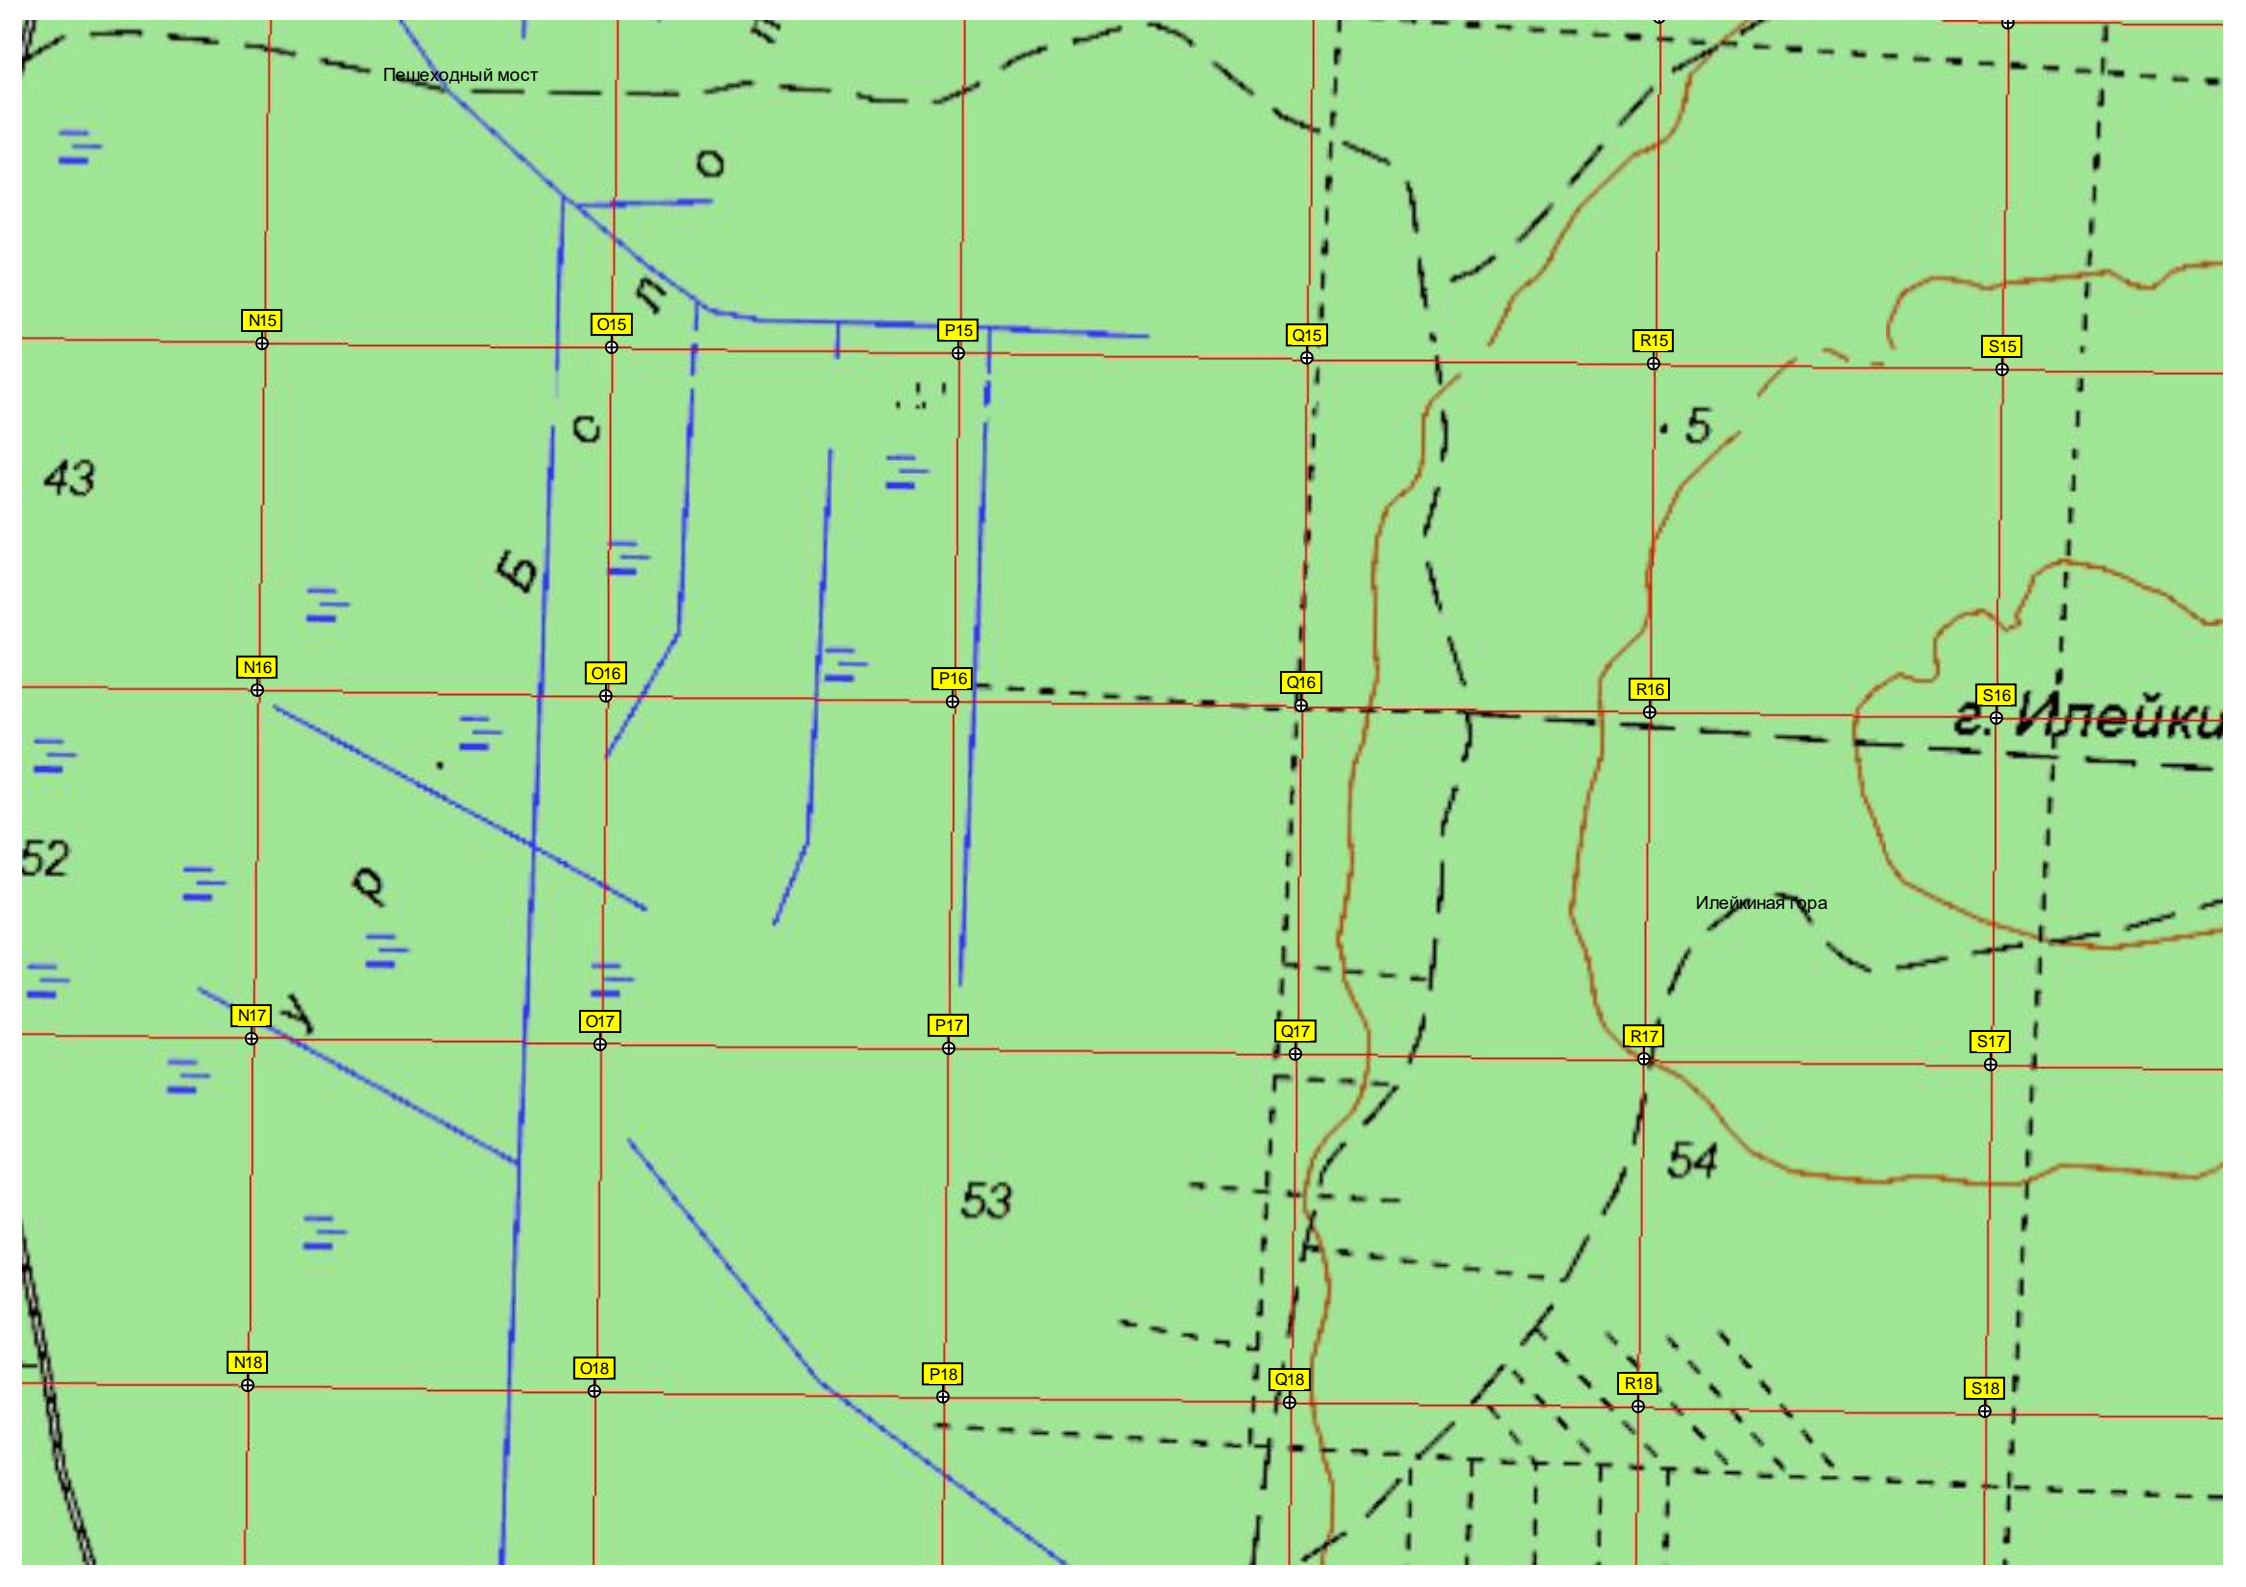 п
Пешеходный мост
о
л
N15
O15
P15
Q15
R15
S15
с
5
43
Б
N16
O16
P16
Q16
R16
S16
г. Илейки
52
р
Илейкиная гора
у
N17
O17
P17
Q17
R17
S17
54
53
N18
O18
P18
Q18
R18
S18